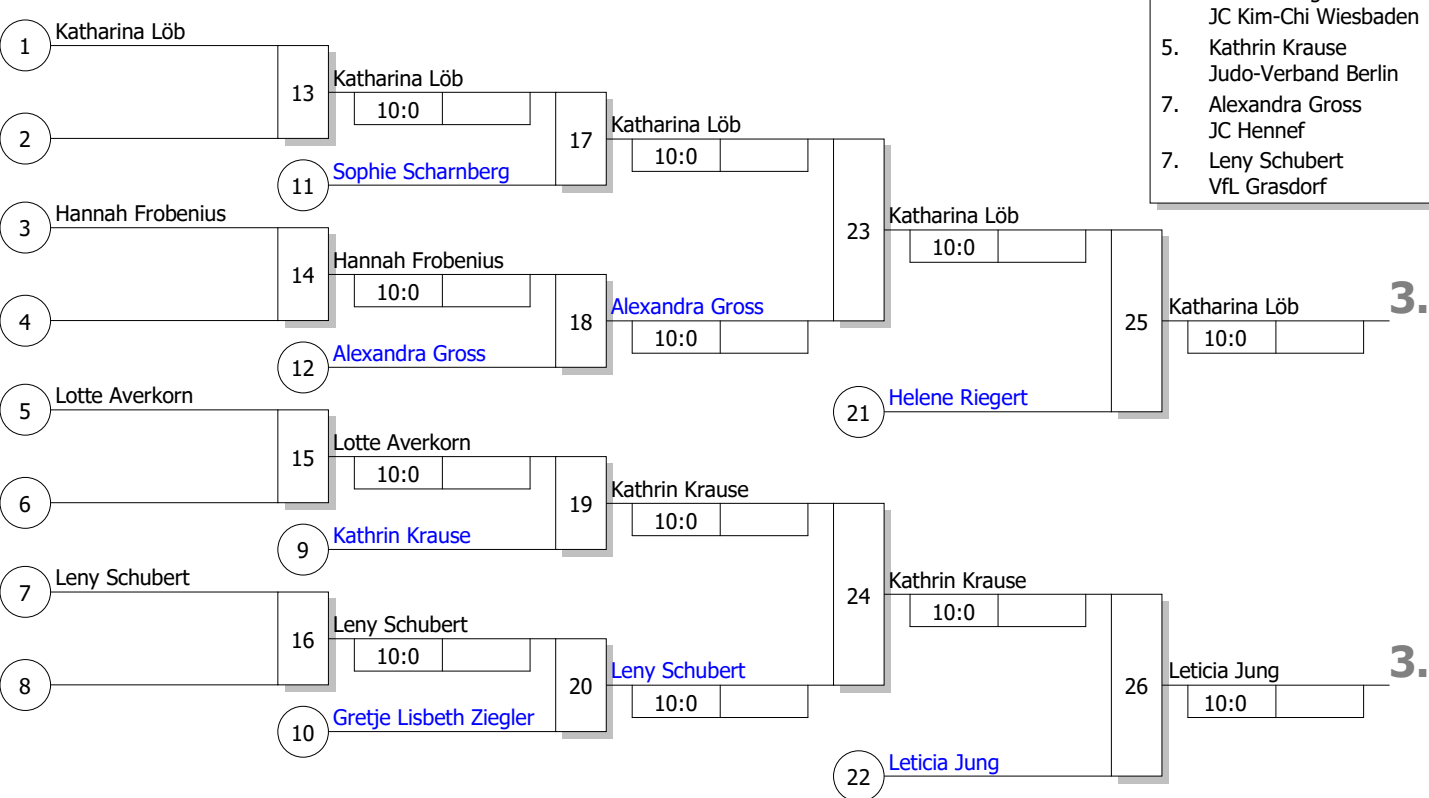 JC Kim-Chi Wiesbaden
5. Kathrin Krause
Judo-Verband Berlin
7. Alexandra Gross
JC Hennef
7. Leny Schubert
VfL Grasdorf
1 Katharina Löb
2
13 Katharina Löb
10:0
11 Sophie Scharnberg
17 Katharina Löb
10:0
3 Hannah Frobenius
4
14 Hannah Frobenius
10:0
12 Alexandra Gross
18 Alexandra Gross
10:0
23 Katharina Löb
10:0
21 Helene Riegert
25 Katharina Löb
10:0
3.
5 Lotte Averkorn
6
15 Lotte Averkorn
10:0
9 Kathrin Krause
19 Kathrin Krause
10:0
7 Leny Schubert
8
16 Leny Schubert
10:0
10 Gretje Lisbeth Ziegler
20 Leny Schubert
10:0
24 Kathrin Krause
10:0
22 Leticia Jung
26 Leticia Jung
10:0
3.